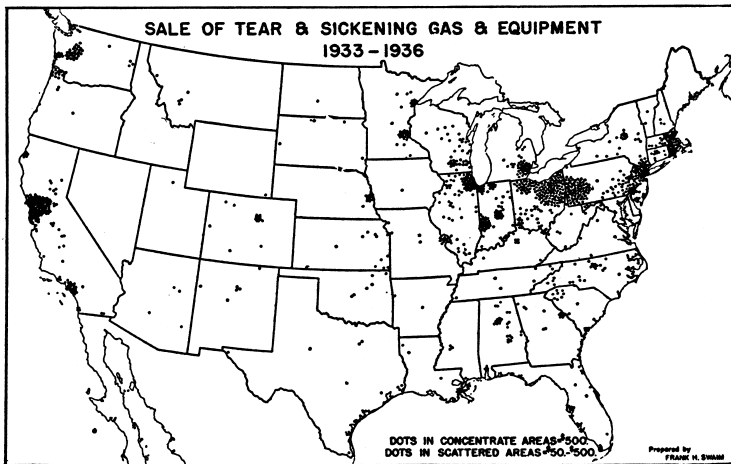 SALE OF TEAR & SICKENING GAS & EQUIPMENT
1933-1936
DOTS IN CONCENTRATE AREAS=$500.
DOTS IN SCATTERED AREAS=$50.-$500.
Prepared by
FRANK H. SWAIM